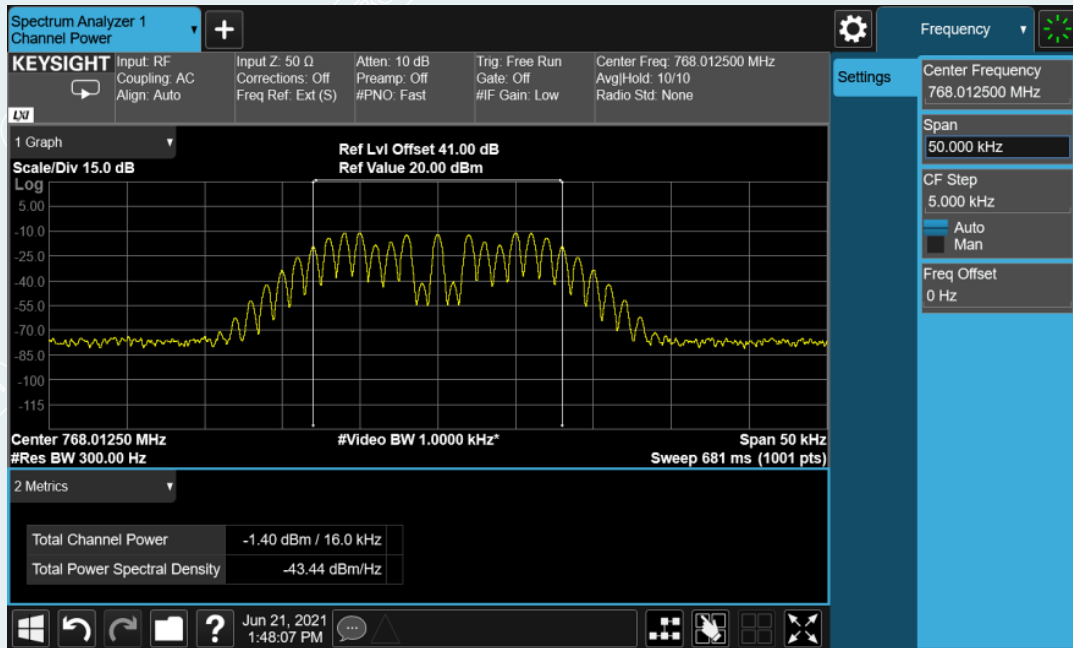 Spectrum Analyzer 1
Channel Power
+
Frequency
KEYSIGHT
Input: RF
Coupling: AC
Align: Auto
Input Z: 50 Ω
Corrections: Off
Freq Ref: Ext (S)
Atten: 10 dB
Preamp: Off
#PNO: Fast
Trig: Free Run
Gate: Off
#IF Gain: Low
Center Freq: 768.012500 MHz
Avg|Hold: 10/10
Radio Std: None
LXI
Settings
Center Frequency
768.012500 MHz
Span
50.000 kHz
CF Step
5.000 kHz
Auto
Man
Freq Offset
0 Hz
1 Graph
Scale/Div 15.0 dB
Ref Lvl Offset 41.00 dB
Ref Value 20.00 dBm
Log
5.00
-10.0
-25.0
-40.0
-55.0
-70.0
-85.0
-100
-115
Center 768.01250 MHz
#Video BW 1.0000 kHz*
Span 50 kHz
#Res BW 300.00 Hz
Sweep 681 ms (1001 pts)
2 Metrics
Total Channel Power -1.40 dBm / 16.0 kHz
Total Power Spectral Density -43.44 dBm/Hz
?
Jun 21, 2021
1:48:07 PM